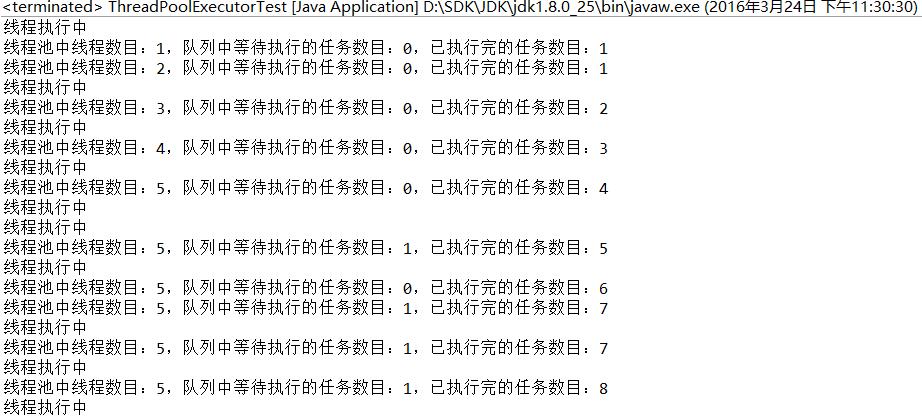 <terminated> ThreadPoolExecutorTest [Java Application] D:\SDK\JDK\jdk1.8.0_25\bin\javaw.exe (2016年3月24日 下午11:30:30)
线程执行中
线程池中线程数目：1，队列中等待执行的任务数目：0，已执行完的任务数目：1
线程池中线程数目：2，队列中等待执行的任务数目：0，已执行完的任务数目：1
线程执行中
线程池中线程数目：3，队列中等待执行的任务数目：0，已执行完的任务数目：2
线程执行中
线程池中线程数目：4，队列中等待执行的任务数目：0，已执行完的任务数目：3
线程执行中
线程池中线程数目：5，队列中等待执行的任务数目：0，已执行完的任务数目：4
线程执行中
线程执行中
线程池中线程数目：5，队列中等待执行的任务数目：1，已执行完的任务数目：5
线程执行中
线程池中线程数目：5，队列中等待执行的任务数目：0，已执行完的任务数目：6
线程池中线程数目：5，队列中等待执行的任务数目：1，已执行完的任务数目：7
线程执行中
线程池中线程数目：5，队列中等待执行的任务数目：1，已执行完的任务数目：7
线程执行中
线程池中线程数目：5，队列中等待执行的任务数目：1，已执行完的任务数目：8
线程执行中